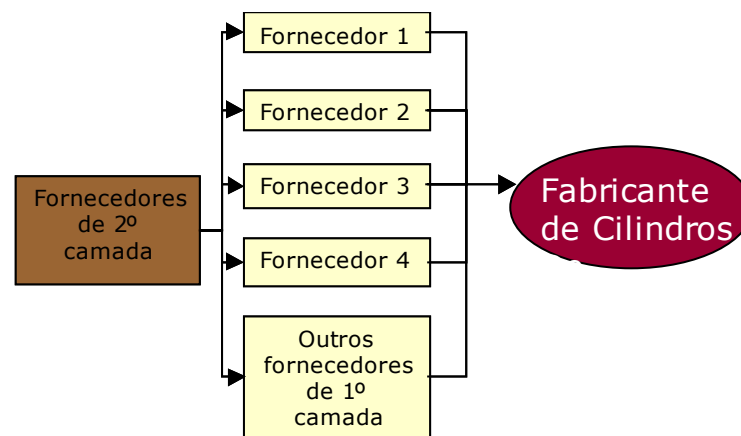 Fornecedor 1
Fornecedor 2
Fornecedor 3
Fornecedor 4
Outros
fornecedores
de 1º
camada
Fornecedores
de 2º
camada
Fabricante
de Cilindros